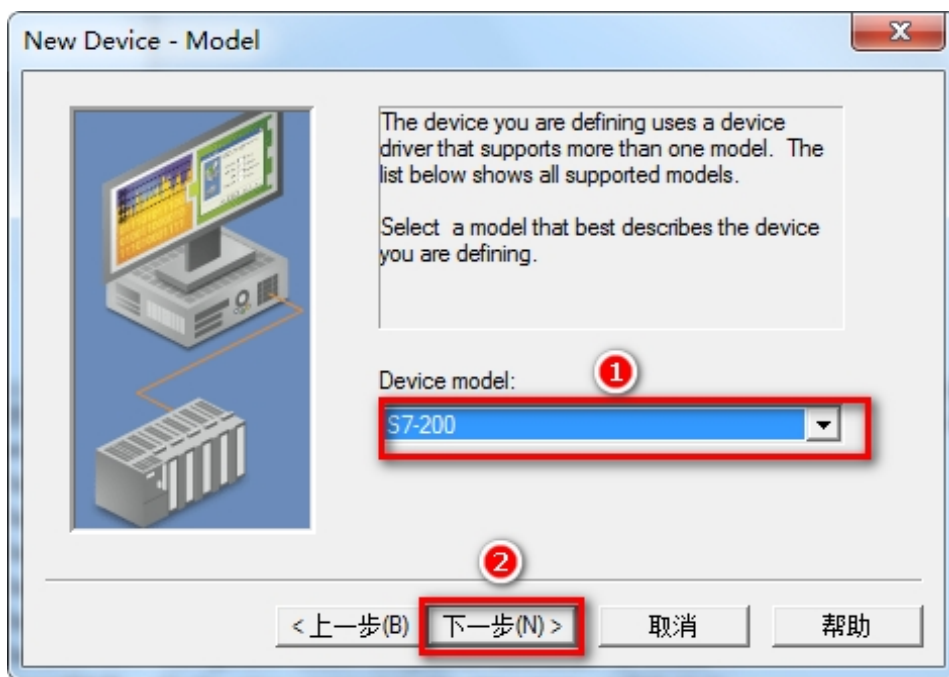 New Device - Model
The device you are defining uses a device
driver that supports more than one model.  The
list below shows all supported models.
Select  a model that best describes the device
you are defining.
1
Device model:
S7-200
2
<上一步(B)
下一步(N) >
取消
帮助